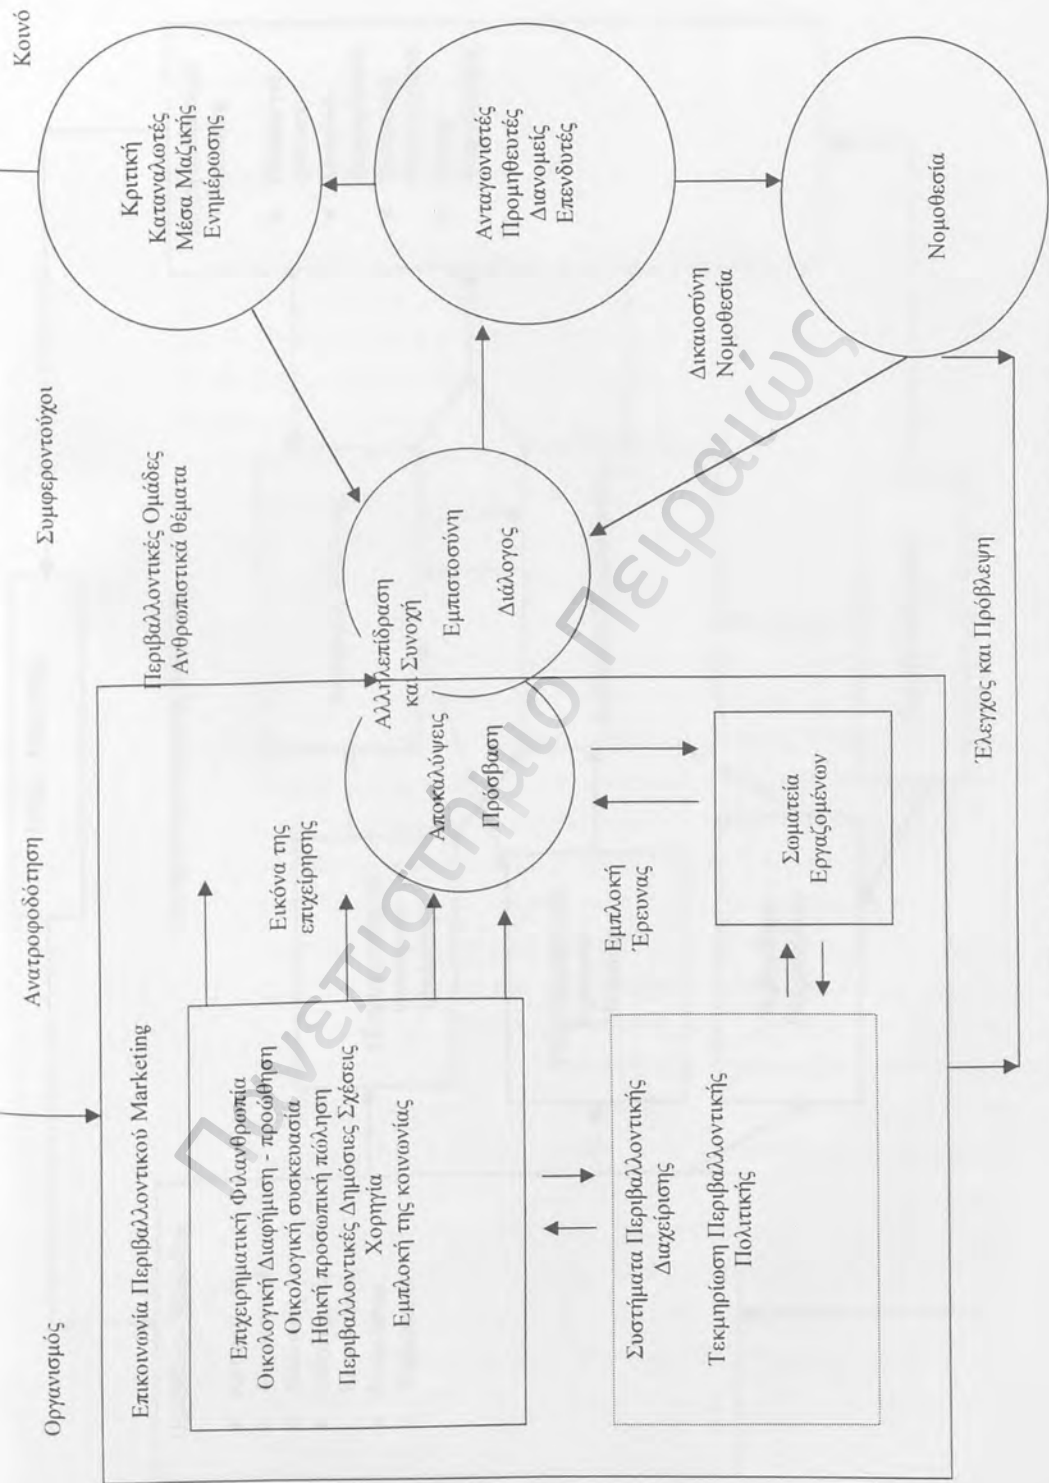 Οργανισμός
Ανατροφοδότηση
Συμφεροντούχοι
Κοινό
Επικοινωνία Περιβαλλοντικού Marketing
Επιχειρηματική Φιλανθρωπία
Οικολογική Διαφήμιση - προώθηση
Οικολογική συσκευασία
Ηθική προσωπική πώληση
Περιβαλλοντικές Δημόσιες Σχέσεις
Χορηγία
Εμπλοκή της κοινωνίας
Εικόνα της
επιχείρησης
Περιβαλλοντικές Ομάδες
Ανθρωπιστικά θέματα
Αλληλεπίδραση
και Συνοχή
Αποκαλύψεις
Πρόσβαση
Εμπιστοσύνη
Διάλογος
Κριτική
Καταναλωτές
Μέσα Μαζικής
Ενημέρωσης
Ανταγωνιστές
Προμηθευτές
Διανομείς
Επενδυτές
Δικαιοσύνη
Νομοθεσία
Νομοθεσία
Συστήματα Περιβαλλοντικής
Διαχείρισης
Τεκμηρίωση Περιβαλλοντικής
Πολιτικής
Εμπλοκή
Έρευνας
Σωματεία
Εργαζομένων
Έλεγχος και Πρόβλεψη
Πανεπιστήμιο Πειραιώς